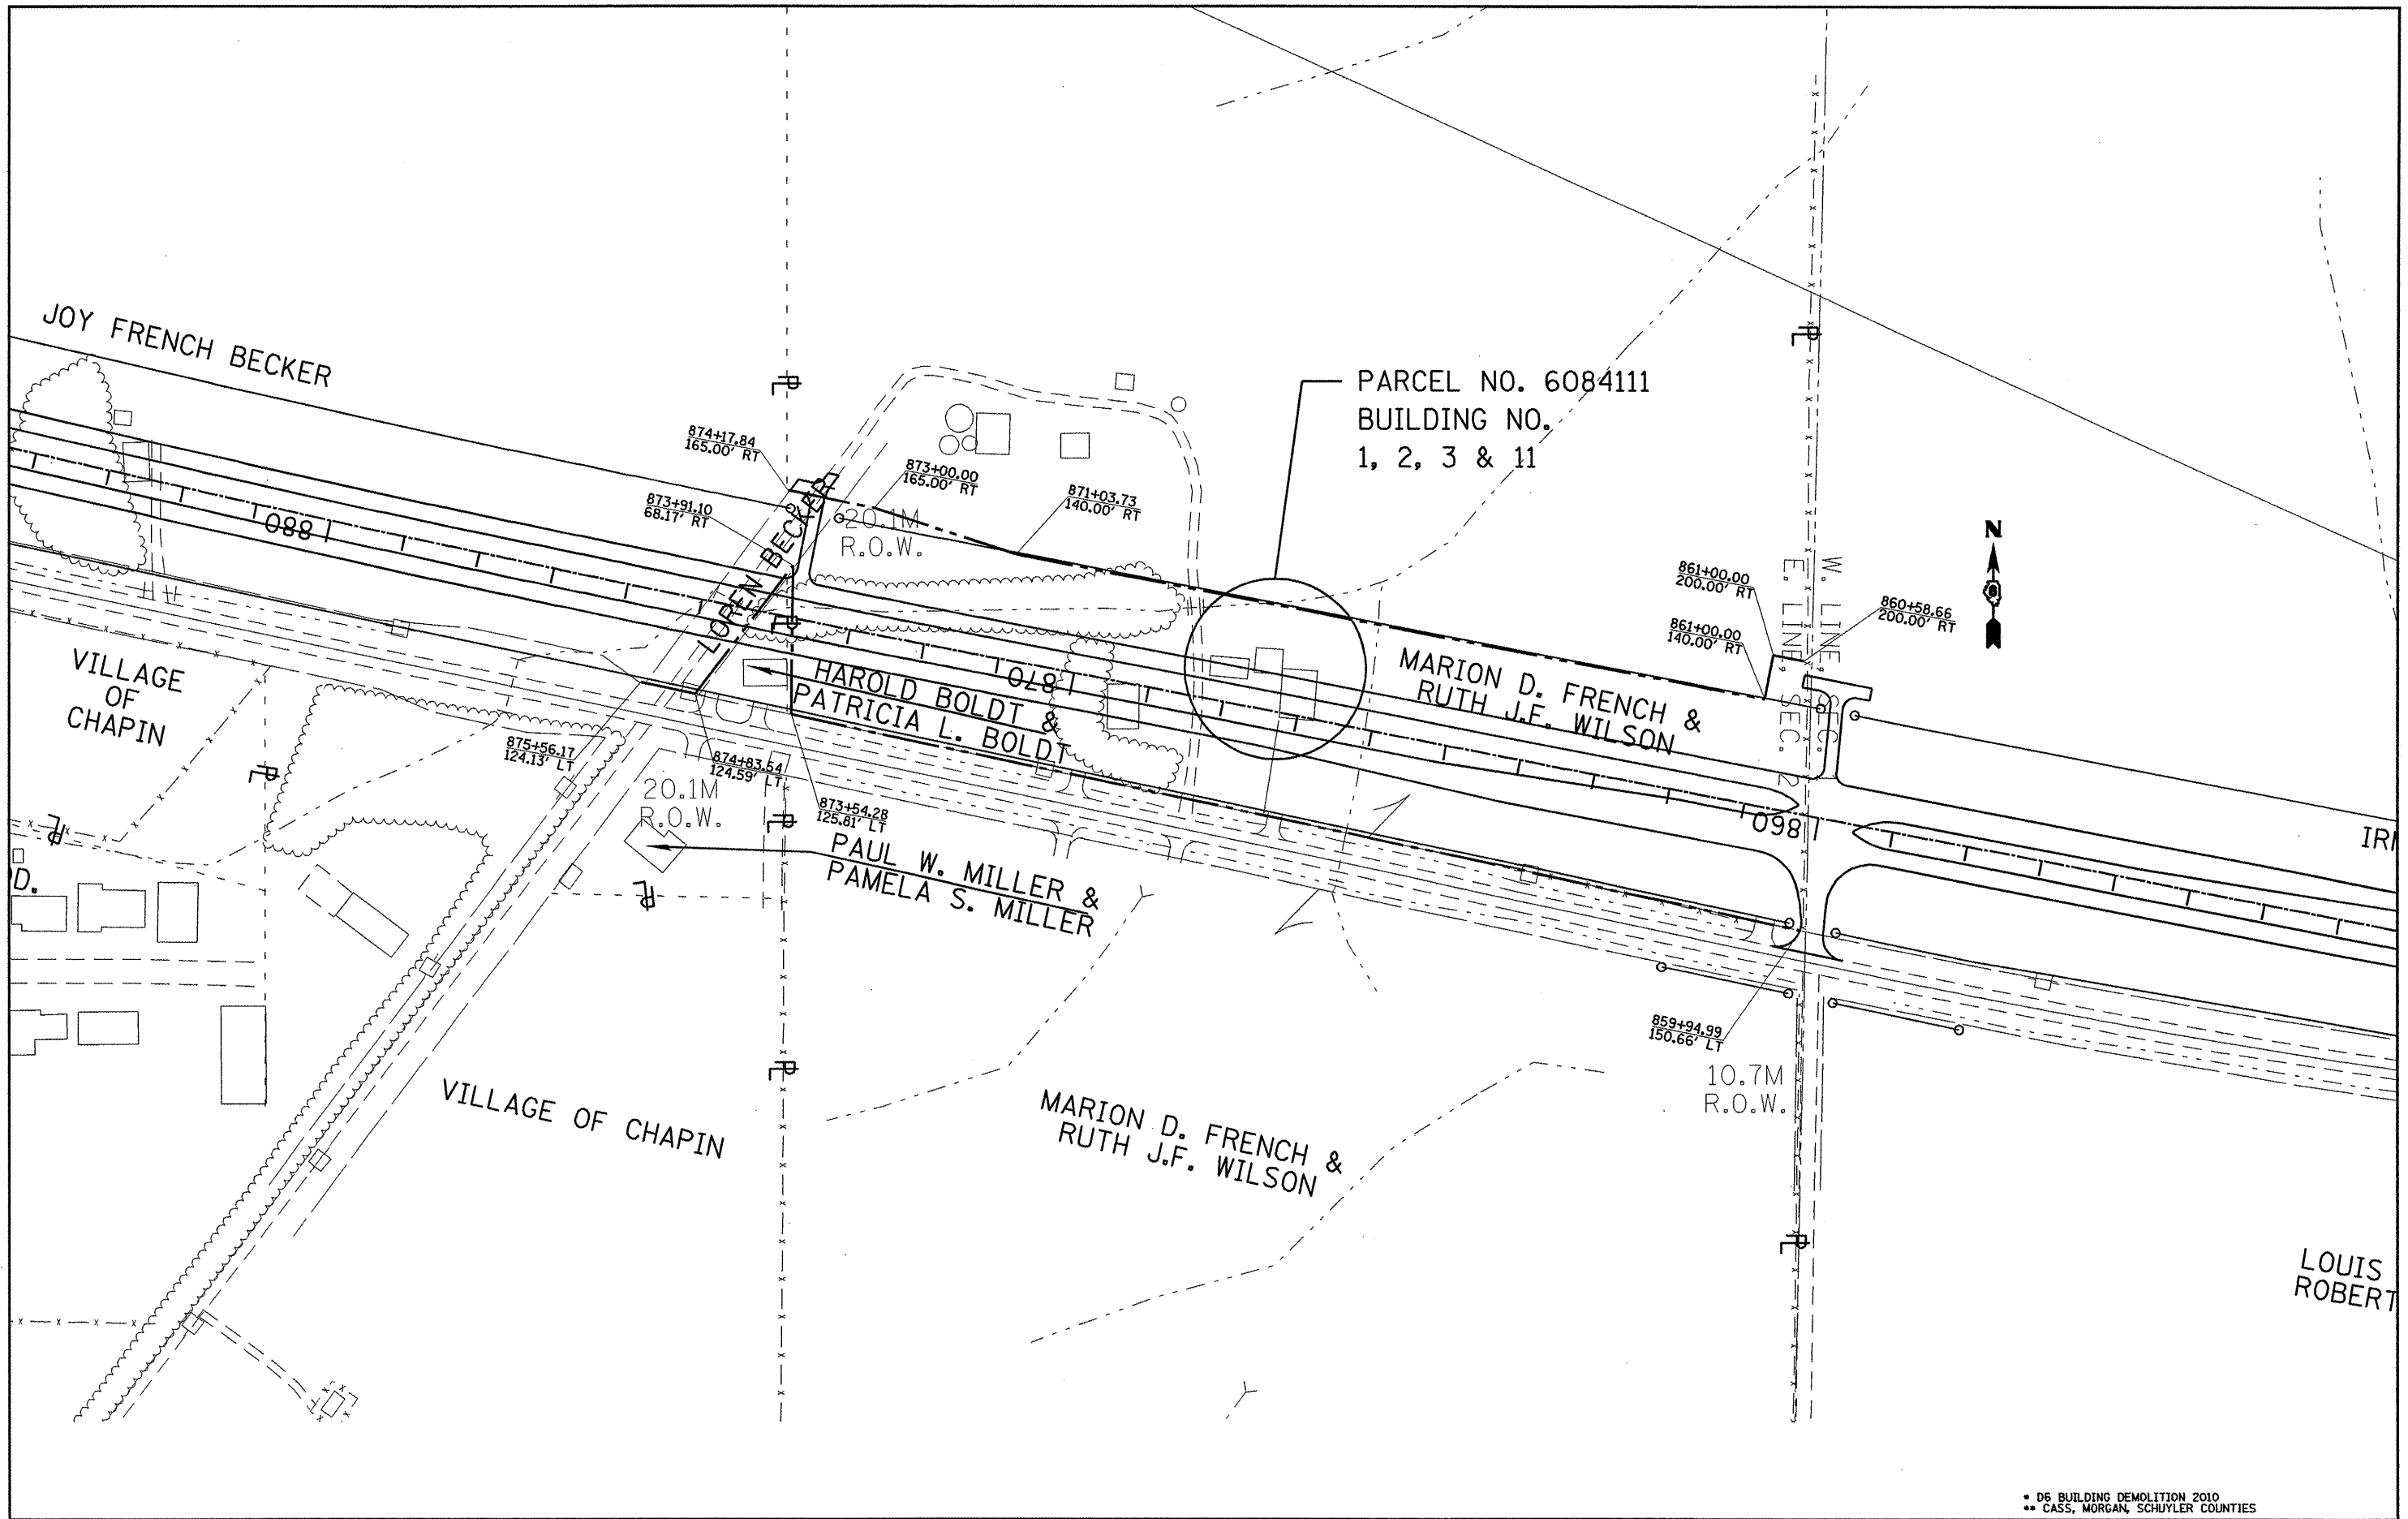 JOY FRENCH BECKER
PARCEL NO. 6084111
BUILDING NO.
1, 2, 3 & 11
874+17.84
165.00' RT
873+00.00
165.00' RT
871+03.73
140.00' RT
873+91.10
68.17' RT
LOREN BECKER
20.1M
R.O.W.
880
N
861+00.00
200.00' RT
860+58.66
200.00' RT
861+00.00
140.00' RT
E. LINE, SEC. 2
W. LINE, SEC.
VILLAGE
OF
CHAPIN
HAROLD BOLDT &
PATRICIA L. BOLDT
870
MARION D. FRENCH &
RUTH J.F. WILSON
875+56.17
124.13' LT
874+83.54
124.59' LT
20.1M
R.O.W.
873+54.28
125.81' LT
860
PAUL W. MILLER &
PAMELA S. MILLER
859+94.99
150.66' LT
10.7M
R.O.W.
VILLAGE OF CHAPIN
MARION D. FRENCH &
RUTH J.F. WILSON
LOUIS
ROBERT
* D6 BUILDING DEMOLITION 2010
** CASS, MORGAN, SCHUYLER COUNTIES